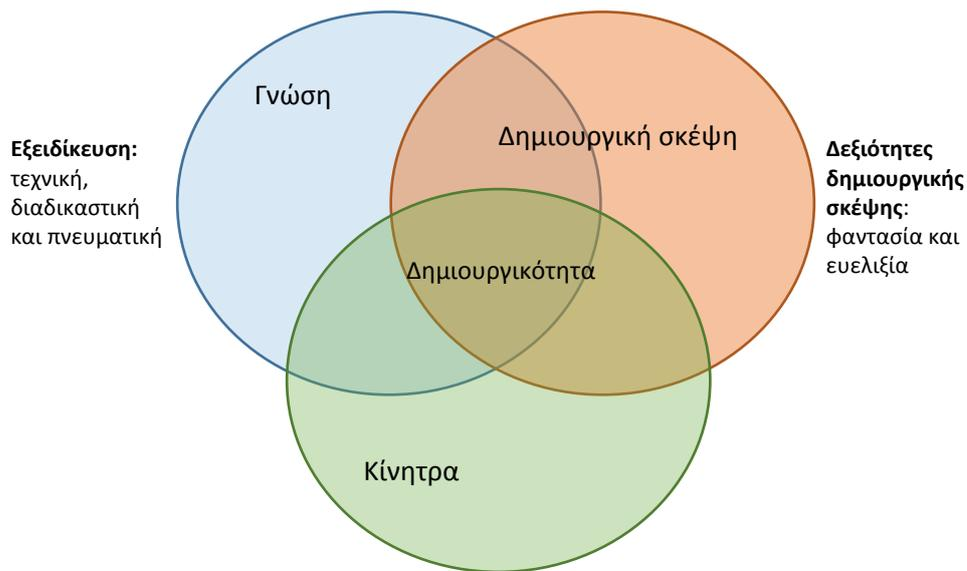 Γνώση
Δημιουργική σκέψη
Εξειδίκευση:
τεχνική,
διαδικαστική
και πνευματική
Δεξιότητες
δημιουργικής
σκέψης:
φαντασία και
ευελιξία
Δημιουργικότητα
Κίνητρα